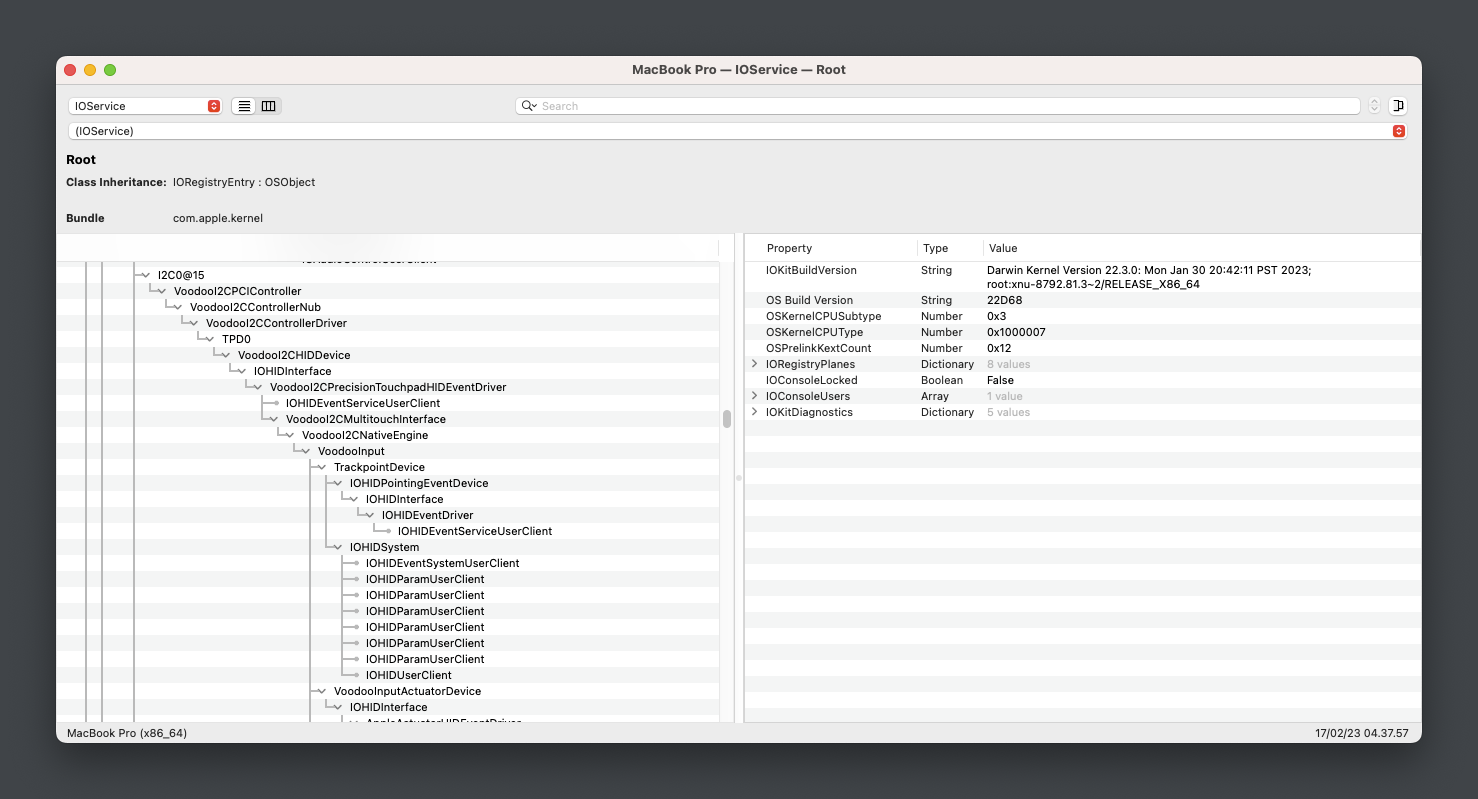 MacBook Pro — IOService — Root
IOService
Search
(IOService)
Root
Class Inheritance: IORegistryEntry : OSObject
Bundle com.apple.kernel
I2C0@15
VoodooI2CPCIController
VoodooI2CControllerNub
VoodooI2CControllerDriver
TPD0
VoodooI2CHIDDevice
IOHIDInterface
VoodooI2CPrecisionTouchpadHIDEventDriver
IOHIDEventServiceUserClient
VoodooI2CMultitouchInterface
VoodooI2CNativeEngine
VoodooInput
TrackpointDevice
IOHIDPointingEventDevice
IOHIDInterface
IOHIDEventDriver
IOHIDEventServiceUserClient
IOHIDSystem
IOHIDEventSystemUserClient
IOHIDParamUserClient
IOHIDParamUserClient
IOHIDParamUserClient
IOHIDParamUserClient
IOHIDParamUserClient
IOHIDParamUserClient
IOHIDUserClient
VoodooInputActuatorDevice
IOHIDInterface
AppleActuatorHIDEventDriver
Property Type Value
IOKitBuildVersion String Darwin Kernel Version 22.3.0: Mon Jan 30 20:42:11 PST 2023;
root:xnu-8792.81.3~2/RELEASE_X86_64
OS Build Version String 22D68
OSKernelCPUSubtype Number 0x3
OSKernelCPUType Number 0x1000007
OSPrelinkKextCount Number 0x12
IORegistryPlanes Dictionary 8 values
IOConsoleLocked Boolean False
IOConsoleUsers Array 1 value
IOKitDiagnostics Dictionary 5 values
MacBook Pro (x86_64)
17/02/23 04.37.57